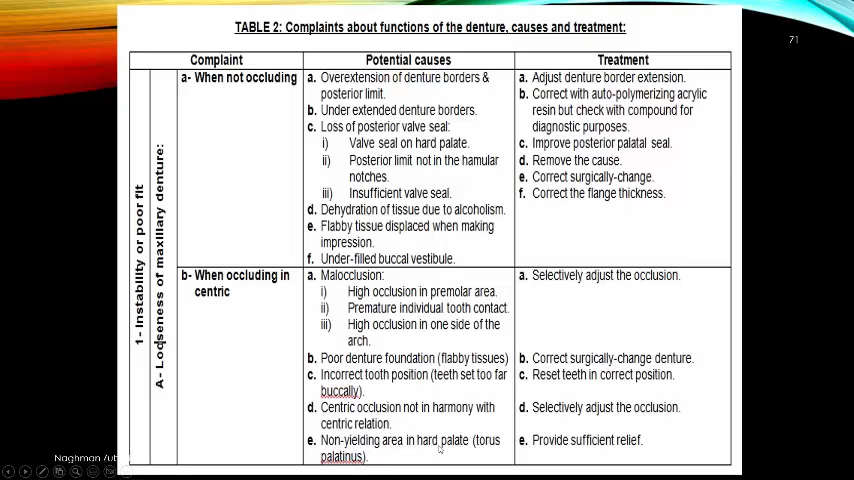 71
TABLE 2: Complaints about functions of the denture, causes and treatment:
Complaint
Potential causes
Treatment
1- Instability or poor fit
A- Looseness of maxillary denture:
a- When not occluding
a. Overextension of denture borders &
posterior limit.
b. Under extended denture borders.
c. Loss of posterior valve seal:
i) Valve seal on hard palate.
ii) Posterior limit not in the hamular
notches.
iii) Insufficient valve seal.
d. Dehydration of tissue due to alcoholism.
e. Flabby tissue displaced when making
impression.
f. Under-filled buccal vestibule.
a. Adjust denture border extension.
b. Correct with auto-polymerizing acrylic
resin but check with compound for
diagnostic purposes.
c. Improve posterior palatal seal.
d. Remove the cause.
e. Correct surgically-change.
f. Correct the flange thickness.
b- When occluding in
centric
a. Malocclusion:
i) High occlusion in premolar area.
ii) Premature individual tooth contact.
iii) High occlusion in one side of the
arch.
b. Poor denture foundation (flabby tissues)
c. Incorrect tooth position (teeth set too far
buccally).
d. Centric occlusion not in harmony with
centric relation.
e. Non-yielding area in hard palate (torus
palatinus).
a. Selectively adjust the occlusion.
b. Correct surgically-change denture.
c. Reset teeth in correct position.
d. Selectively adjust the occlusion.
e. Provide sufficient relief.
Naghman